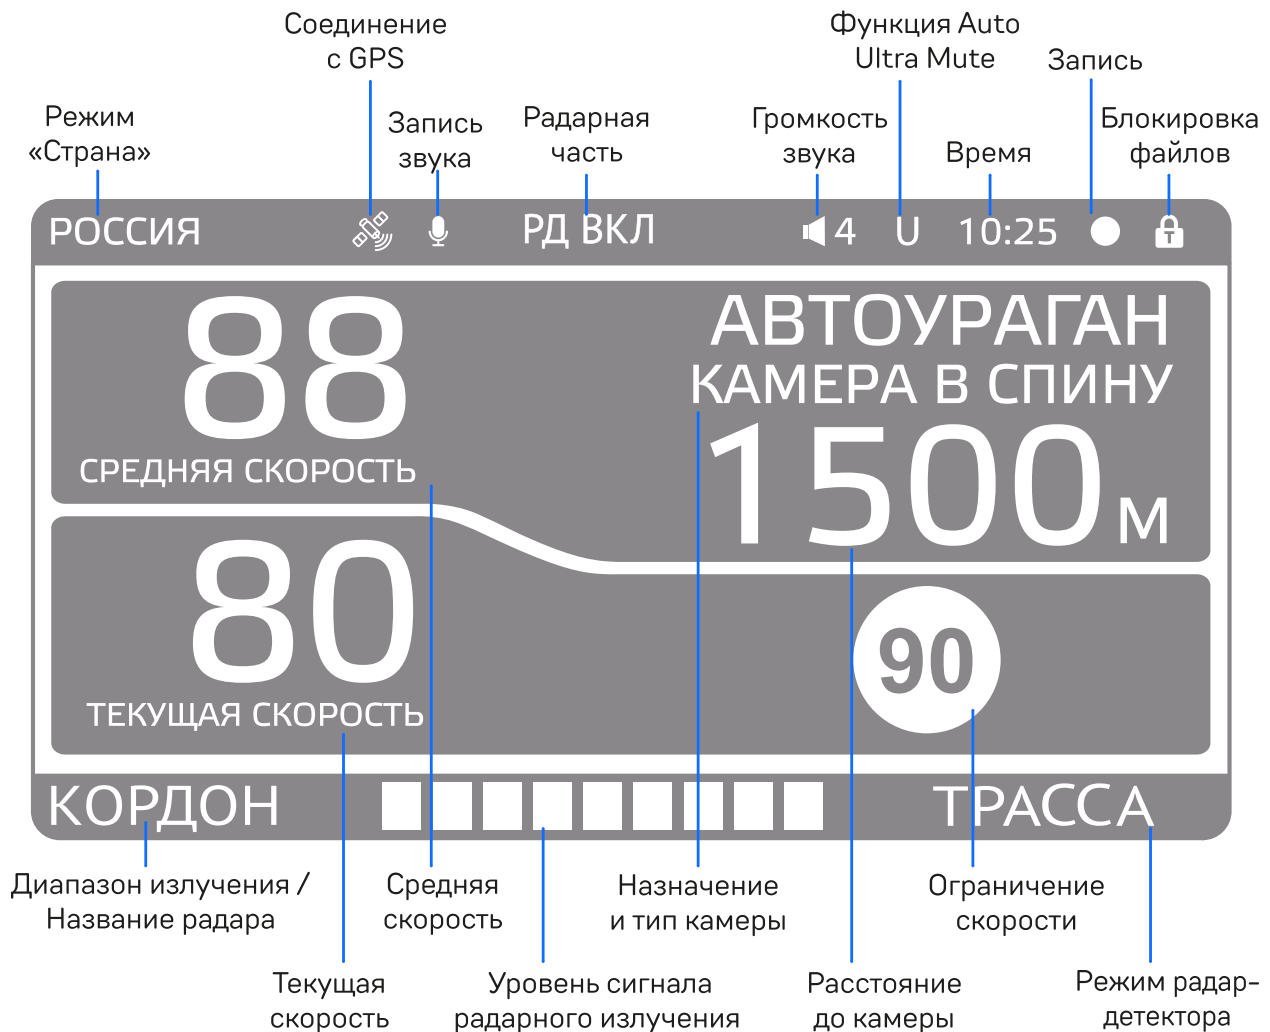 Соединение
с GPS
Функция Auto
Ultra Mute
Запись
Режим
«Страна»
Запись
звука
Радарная
часть
Громкость
звука
Время
Блокировка
файлов
РОССИЯ
РД ВКЛ
4
U
10:25
T
88
СРЕДНЯЯ СКОРОСТЬ
АВТОУРАГАН
КАМЕРА В СПИНУ
1500 м
80
ТЕКУЩАЯ СКОРОСТЬ
90
КОРДОН
ТРАССА
Диапазон излучения /
Название радара
Средняя
скорость
Назначение
и тип камеры
Ограничение
скорости
Текущая
скорость
Уровень сигнала
радарного излучения
Расстояние
до камеры
Режим радар-
детектора